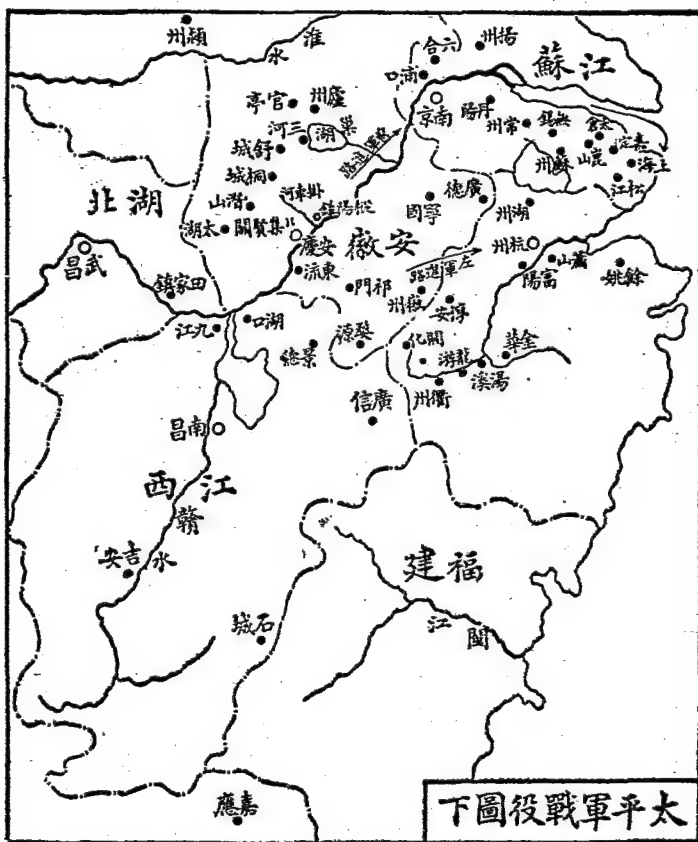 太平軍戰役圖下
潁州
淮水
六合
揚州
浦口
江蘇
官亭
廬州
南京
丹陽
常州
無錫
太倉
嘉淀
上海
崑山
蘇州
松江
三河
巢湖
舒城
桐城
掛車河
潛山
太湖
集賢關
樅陽
安慶
安徽
寧國
廣德
湖州
杭州
湖北
武昌
田家鎮
東流
祁門
左軍進路
徽州
淳安
富陽
蕭山
餘姚
九江
湖口
景德
婺源
開化
龍游
湯溪
金華
衢州
廣信
南昌
江西
贛水
吉安
石城
福建
閩江
嘉應